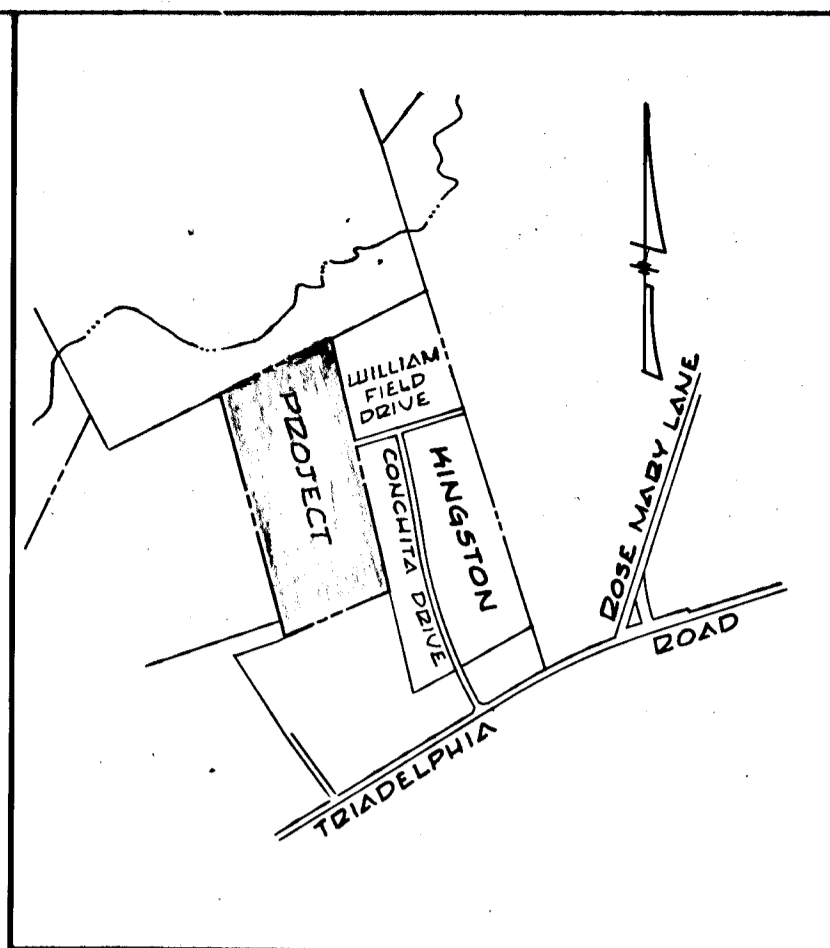 WILLIAM
FIELD
DRIVE
PROJECT
CONCHITA DRIVE
KINGSTON
ROSE MARY LANE
TRIADELPHIA
ROAD